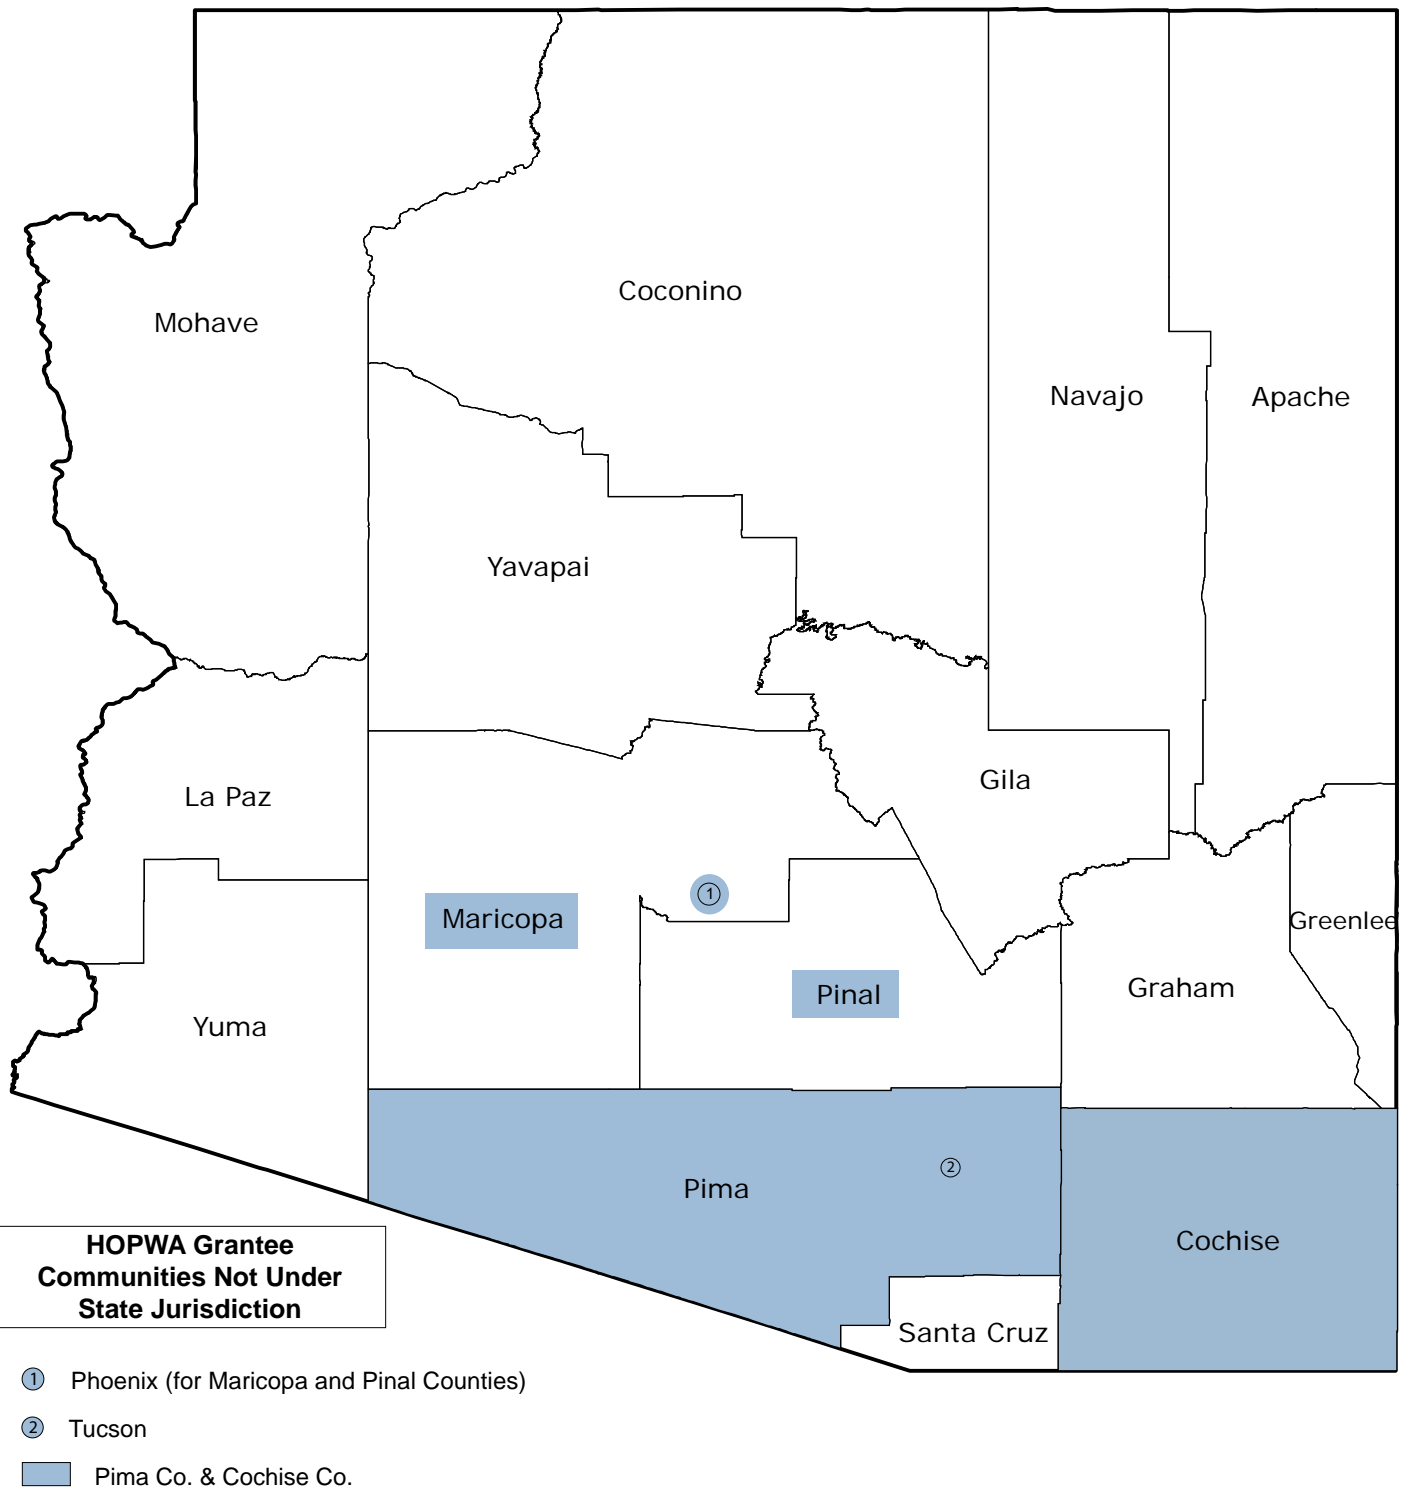 Coconino
Mohave
Navajo
Apache
Yavapai
Gila
La Paz
1
Maricopa
Greenlee
Graham
Pinal
Yuma
2
Pima
Cochise
Santa Cruz
HOPWA Grantee
Communities Not Under
State Jurisdiction
1 Phoenix (for Maricopa and Pinal Counties)
2 Tucson
Pima Co. & Cochise Co.